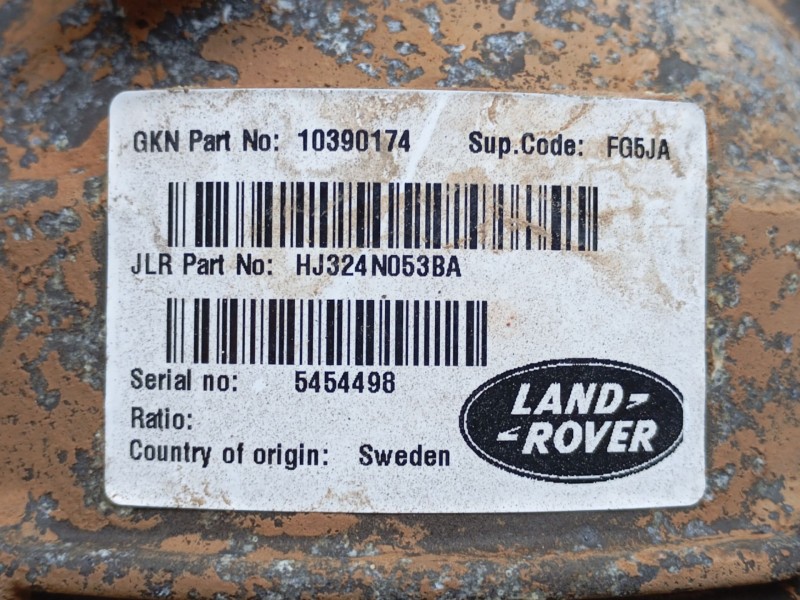 GKN Part No: 10390174 Sup.Code: FG5JA
JLR Part No: HJ324N053BA
Serial no: 5454498
Ratio:
Country of origin: Sweden
LAND
ROVER